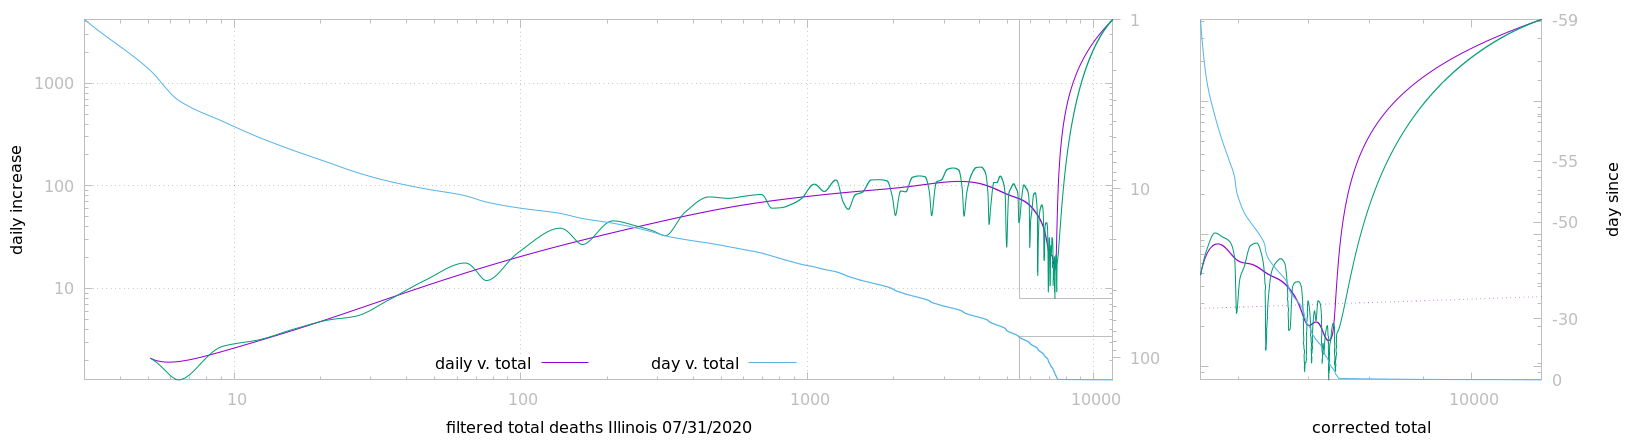 1
-59
1000
daily increase
100
10
-55
-50
day since
10
-30
daily v. total
day v. total
100
0
10
100
1000
10000
10000
filtered total deaths Illinois 07/31/2020
corrected total